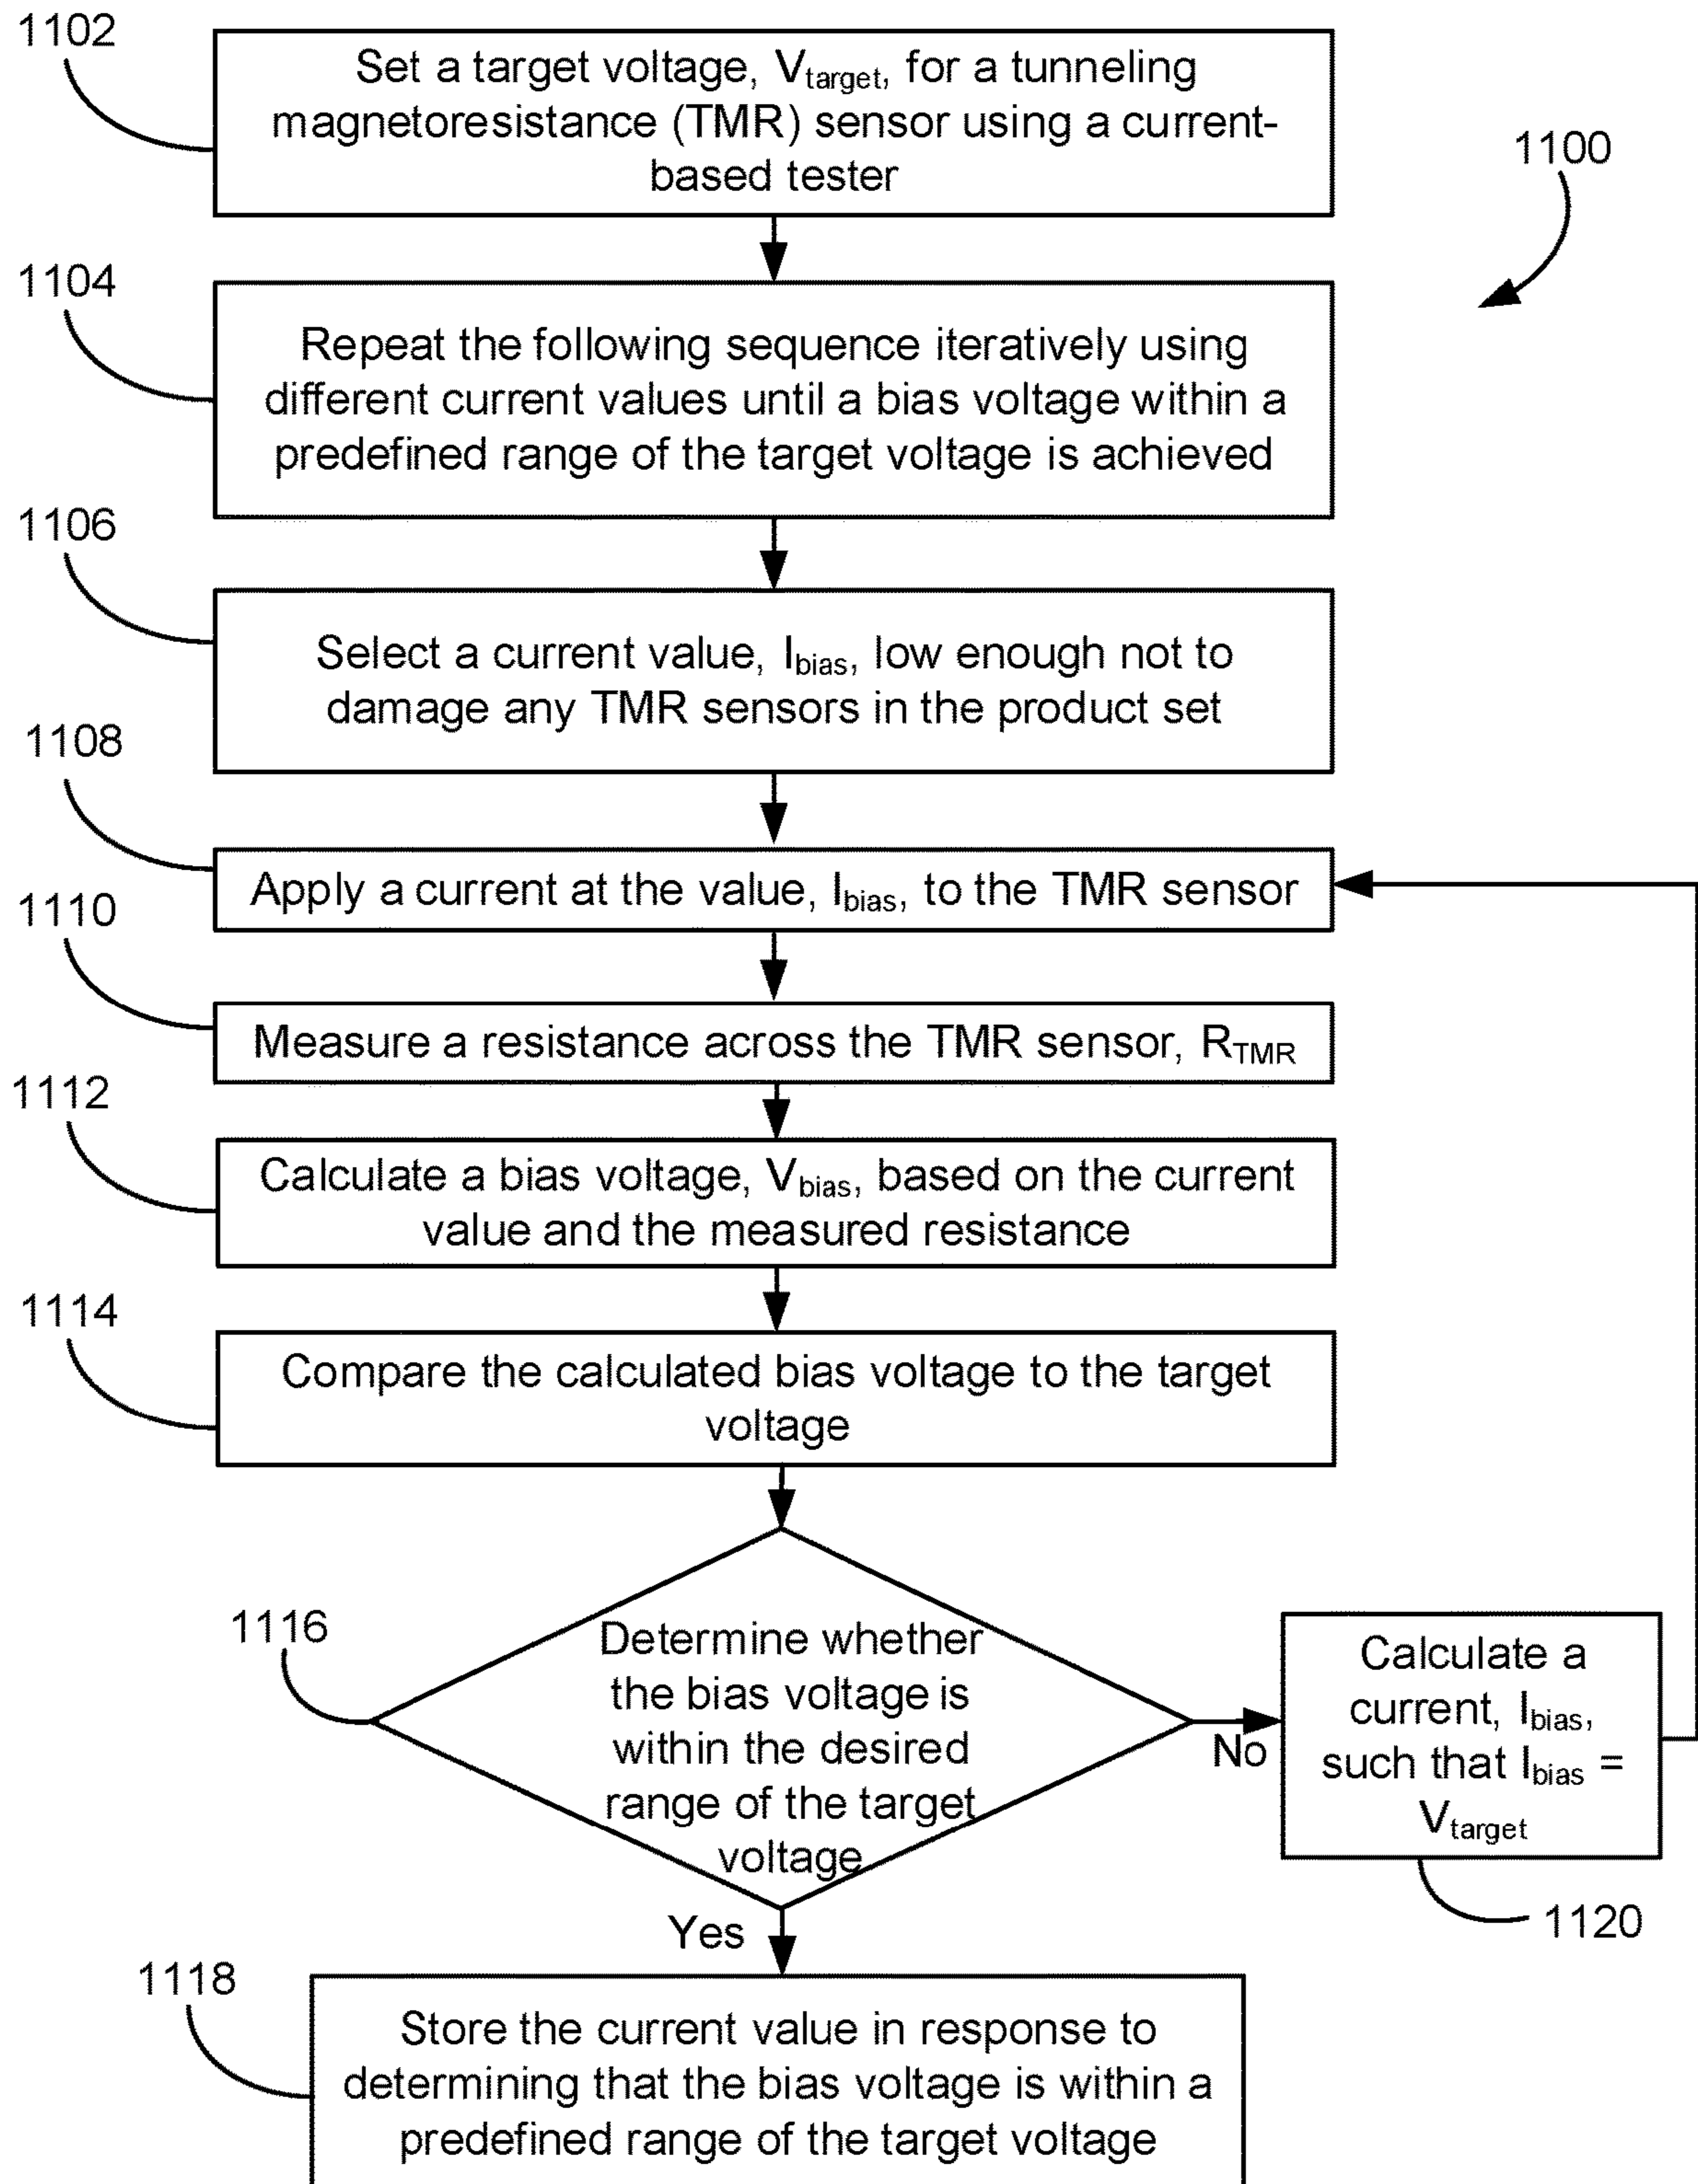 1102
Set a target voltage, Vtarget, for a tunneling
magnetoresistance (TMR) sensor using a current-
based tester
1100
1104
Repeat the following sequence iteratively using
different current values until a bias voltage within a
predefined range of the target voltage is achieved
1106
Select a current value, Ibias, low enough not to
damage any TMR sensors in the product set
1108
Apply a current at the value, Ibias, to the TMR sensor
1110
Measure a resistance across the TMR sensor, RTMR
1112
Calculate a bias voltage, Vbias, based on the current
value and the measured resistance
1114
Compare the calculated bias voltage to the target
voltage
1116
Determine whether
the bias voltage is
within the desired
range of the target
voltage
No
Calculate a
current, Ibias,
such that Ibias =
Vtarget
1120
Yes
1118
Store the current value in response to
determining that the bias voltage is within a
predefined range of the target voltage